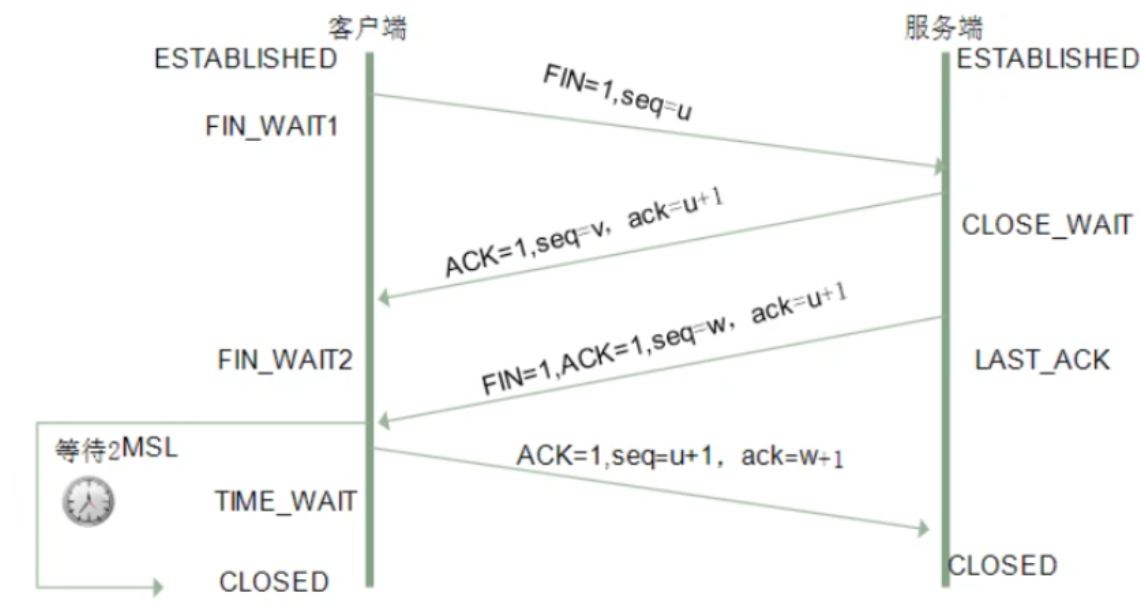 客户端
服务端
ESTABLISHED
ESTABLISHED
FIN=1,seq=u
FIN_WAIT1
ACK=1,seq=v, ack=u+1
CLOSE_WAIT
FIN=1,ACK=1,seq=w, ack=u+1
FIN_WAIT2
LAST_ACK
等待2MSL
ACK=1,seq=u+1, ack=w+1
TIME_WAIT
CLOSED
CLOSED